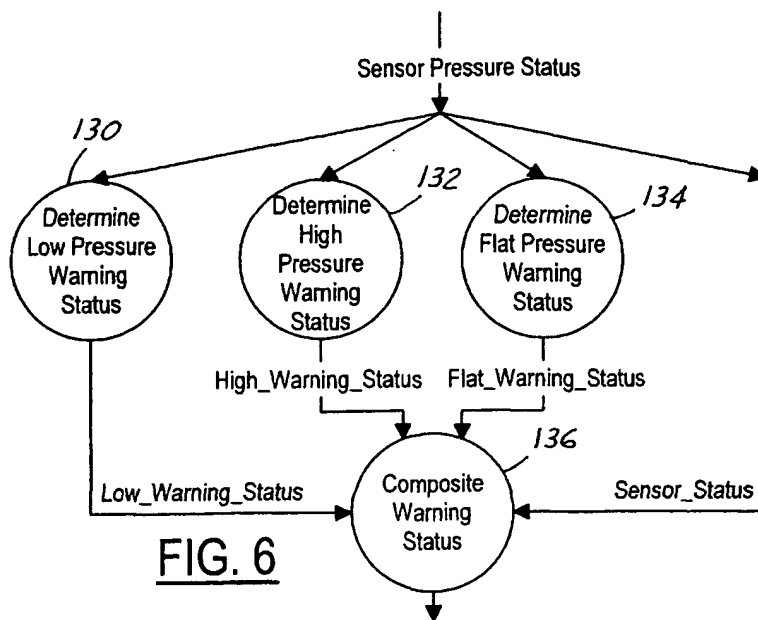 Sensor Pressure Status
130
132
134
Determine
Low Pressure
Warning
Status
Determine
High
Pressure
Warning
Status
Determine
Flat Pressure
Warning
Status
High_Warning_Status
Flat_Warning_Status
136
Low_Warning_Status
Composite
Warning
Status
Sensor_Status
FIG. 6